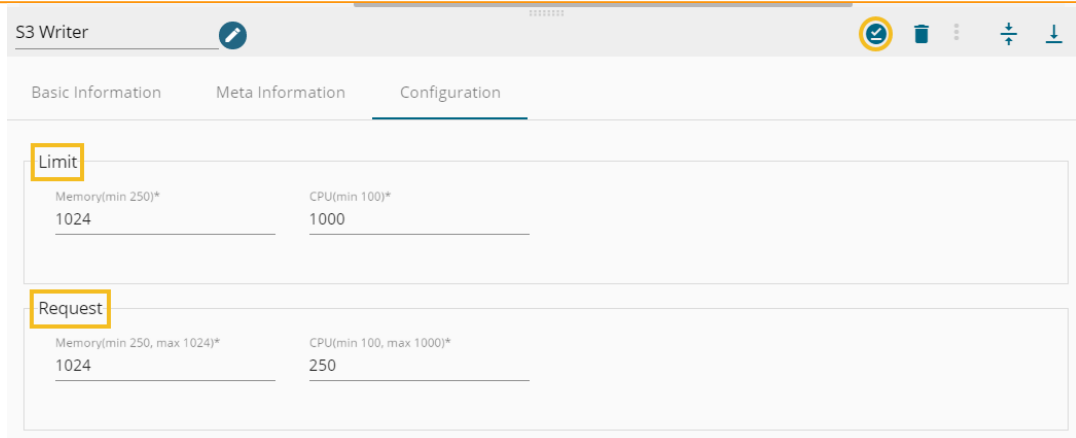 S3 Writer
Basic Information Meta Information Configuration
Limit
Memory(min 250)* CPU(min 100)*
1024 1000
Request
Memory(min 250, max 1024)* CPU(min 100, max 1000)*
1024 250